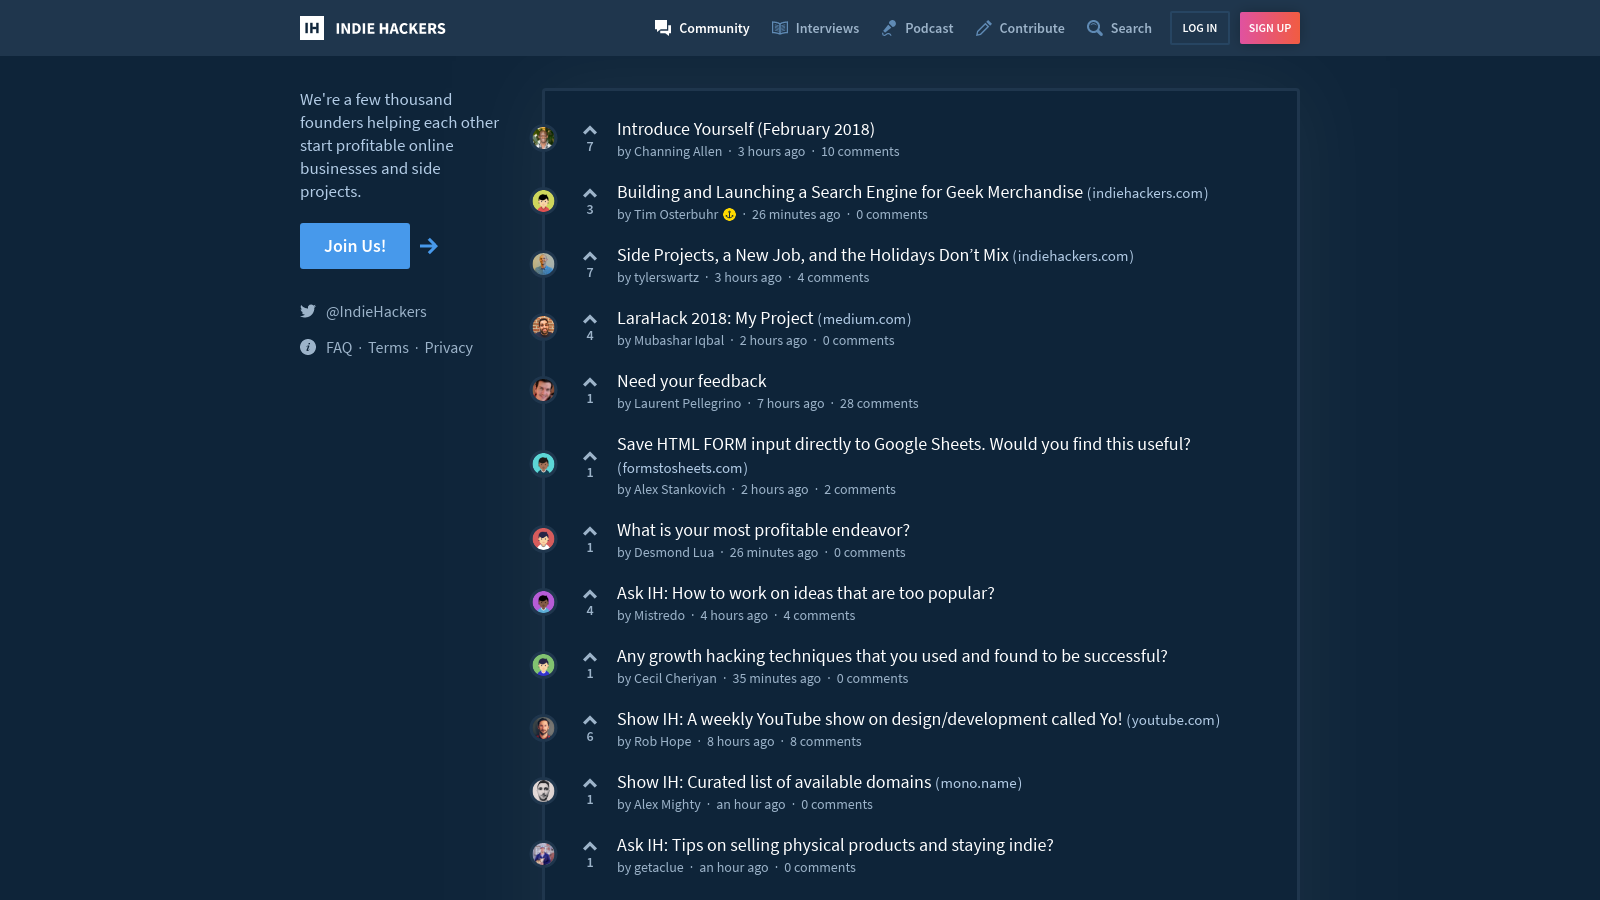 IH INDIE HACKERS
Community Interviews Podcast Contribute Search LOG IN SIGN UP
We're a few thousand
founders helping each other
start profitable online
businesses and side
projects.
Join Us!
@IndieHackers
FAQ · Terms · Privacy
Introduce Yourself (February 2018)
7
by Channing Allen · 3 hours ago · 10 comments
Building and Launching a Search Engine for Geek Merchandise (indiehackers.com)
3
by Tim Osterbuhr · 26 minutes ago · 0 comments
Side Projects, a New Job, and the Holidays Don’t Mix (indiehackers.com)
7
by tylerswartz · 3 hours ago · 4 comments
LaraHack 2018: My Project (medium.com)
4
by Mubashar Iqbal · 2 hours ago · 0 comments
Need your feedback
1
by Laurent Pellegrino · 7 hours ago · 28 comments
Save HTML FORM input directly to Google Sheets. Would you find this useful?
(formstosheets.com)
1
by Alex Stankovich · 2 hours ago · 2 comments
What is your most profitable endeavor?
1
by Desmond Lua · 26 minutes ago · 0 comments
Ask IH: How to work on ideas that are too popular?
4
by Mistredo · 4 hours ago · 4 comments
Any growth hacking techniques that you used and found to be successful?
1
by Cecil Cheriyan · 35 minutes ago · 0 comments
Show IH: A weekly YouTube show on design/development called Yo! (youtube.com)
6
by Rob Hope · 8 hours ago · 8 comments
Show IH: Curated list of available domains (mono.name)
1
by Alex Mighty · an hour ago · 0 comments
Ask IH: Tips on selling physical products and staying indie?
1
by getaclue · an hour ago · 0 comments